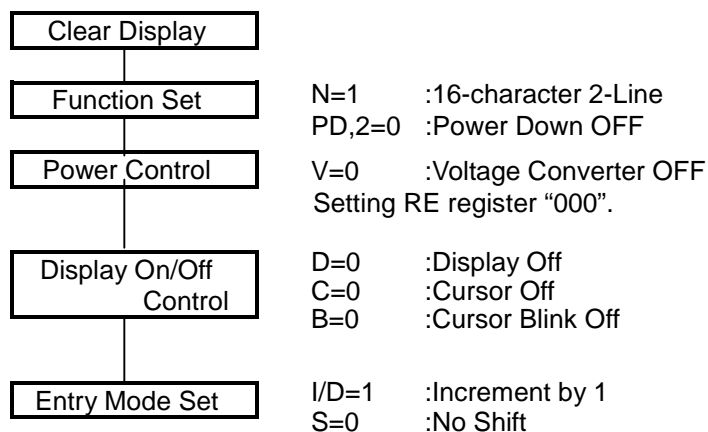 Clear Display
Function Set
N=1 :16-character 2-Line
PD,2=0 :Power Down OFF
Power Control
V=0 :Voltage Converter OFF
Setting RE register “000”.
Display On/Off
Control
D=0 :Display Off
C=0 :Cursor Off
B=0 :Cursor Blink Off
Entry Mode Set
I/D=1 :Increment by 1
S=0 :No Shift